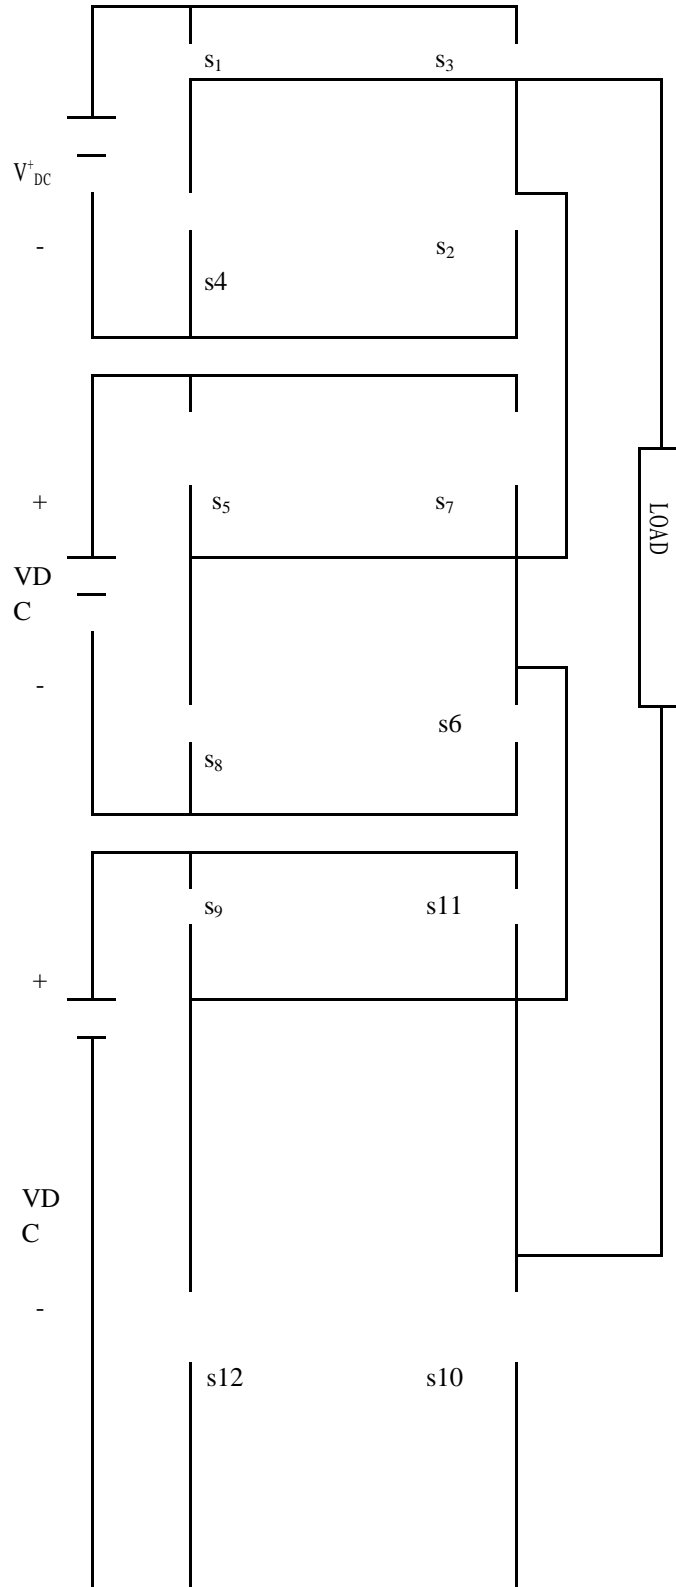 s₁ s₃
V⁺DC
-
s₂
s4
+
s₅ s₇
VD
C
LOAD
-
s6
s₈
s₉ s11
+
VD
C
-
s12 s10